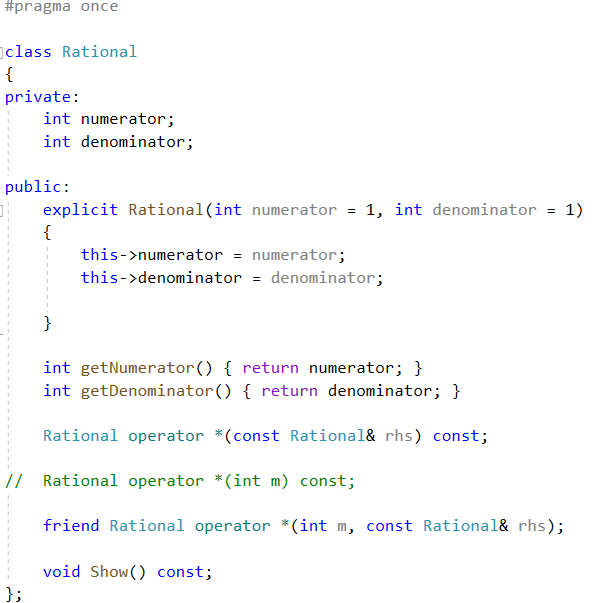 #pragma once
class Rational
{
private:
    int numerator;
    int denominator;
public:
    explicit Rational(int numerator = 1, int denominator = 1)
    {
        this->numerator = numerator;
        this->denominator = denominator;
    }
    int getNumerator() { return numerator; }
    int getDenominator() { return denominator; }
    Rational operator *(const Rational& rhs) const;
//  Rational operator *(int m) const;
    friend Rational operator *(int m, const Rational& rhs);
    void Show() const;
};